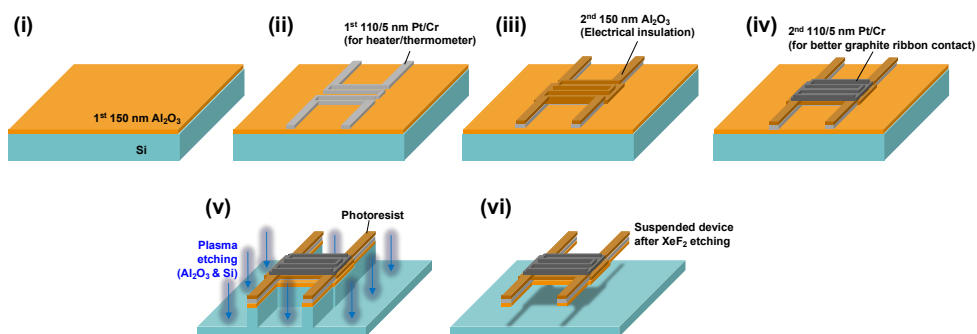 (i)
1st 150 nm Al2O3
Si
(ii)
1st 110/5 nm Pt/Cr
(for heater/thermometer)
(iii)
2nd 150 nm Al2O3
(Electrical insulation)
(iv)
2nd 110/5 nm Pt/Cr
(for better graphite ribbon contact)
(v)
Photoresist
Plasma
etching
(Al2O3 & Si)
(vi)
Suspended device
after XeF2 etching